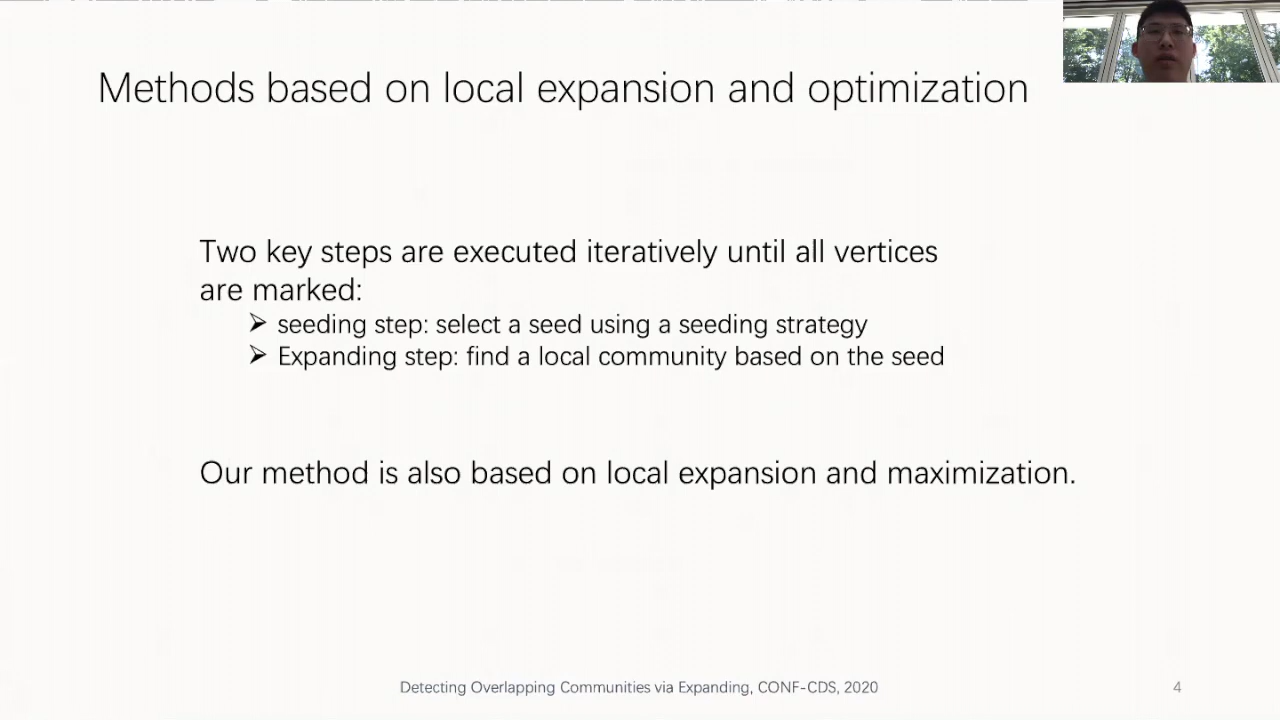 Methods based on local expansion and optimization
Two key steps are executed iteratively until all vertices
are marked:
➢ seeding step: select a seed using a seeding strategy
➢ Expanding step: find a local community based on the seed
Our method is also based on local expansion and maximization.
Detecting Overlapping Communities via Expanding, CONF-CDS, 2020
4